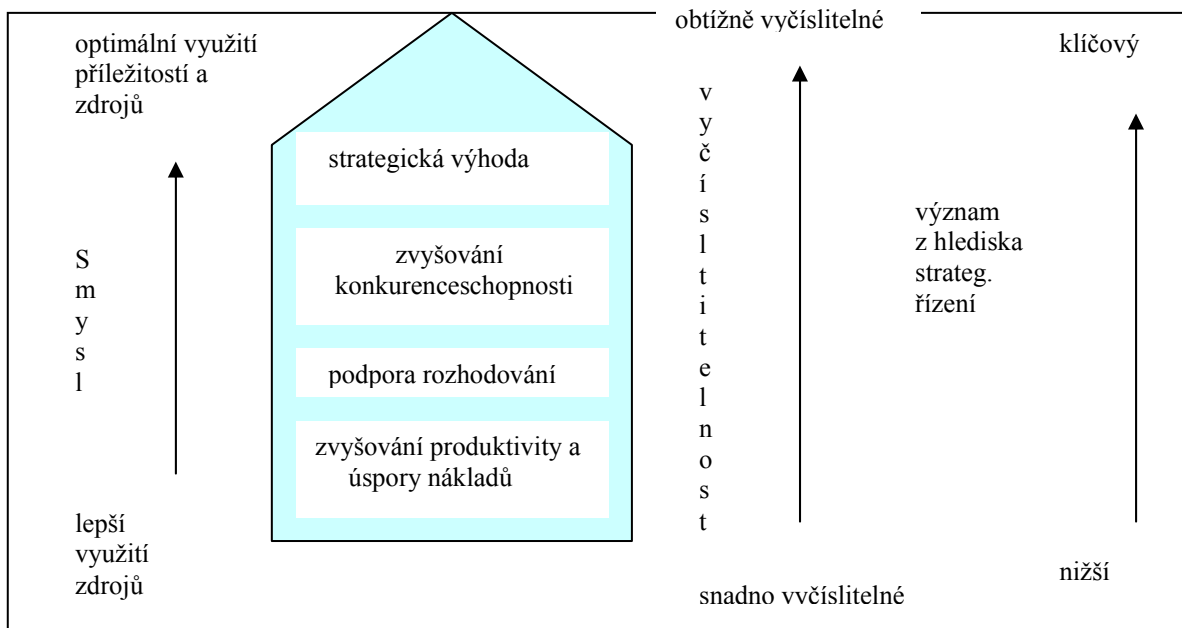 optimální využití
příležitostí a
zdrojů
S
m
y
s
l
lepší
využití
zdrojů
strategická výhoda
zvyšování
konkurenceschopnosti
podpora rozhodování
zvyšování produktivity a
úspory nákladů
obtížně vyčíslitelné
v
y
č
í
s
l
t
i
t
e
l
n
o
s
t
snadno vyčíslitelné
význam
z hlediska
strateg.
řízení
klíčový
nižší